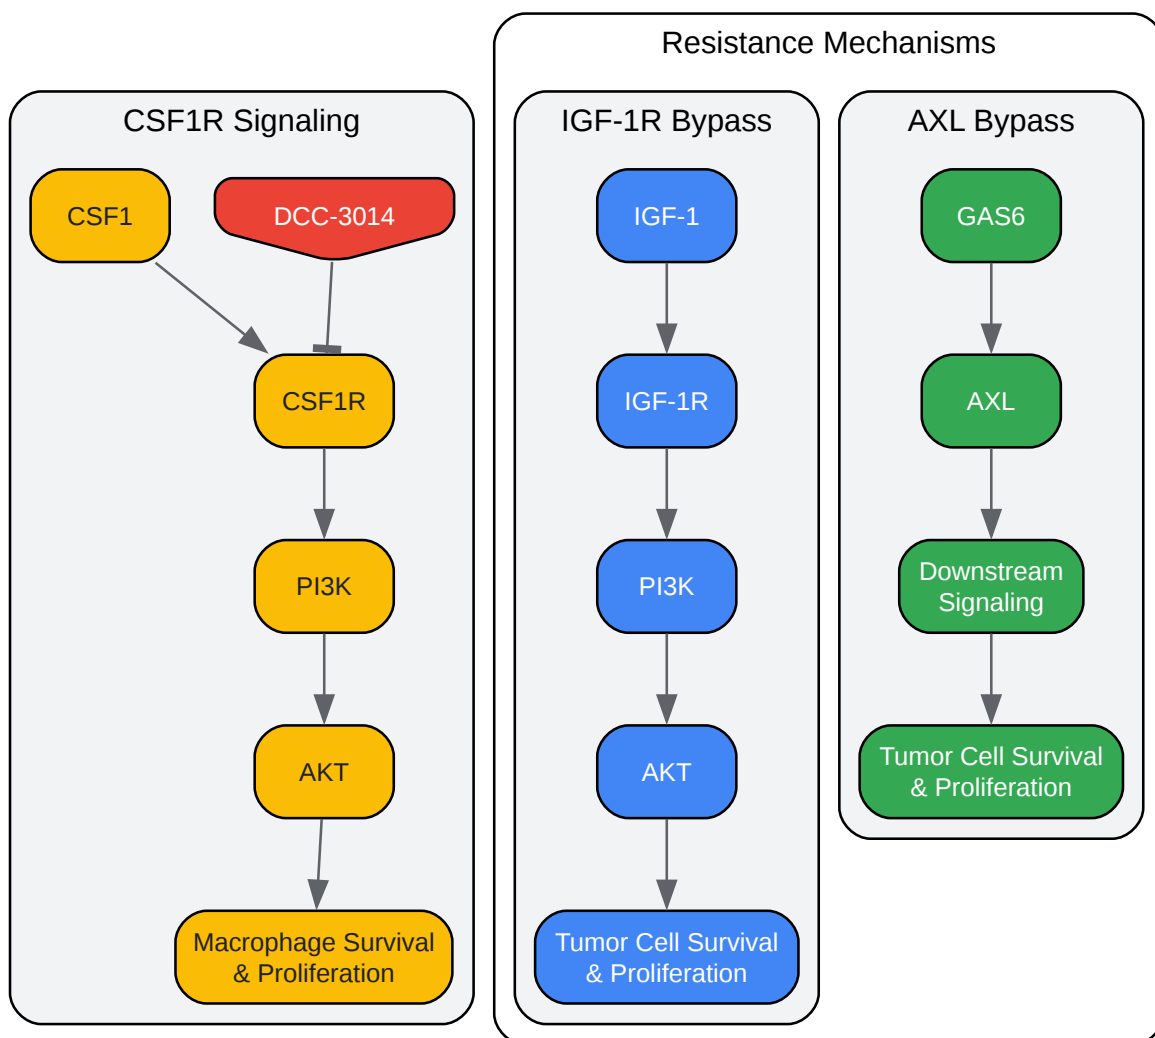 Resistance Mechanisms
CSF1R Signaling
CSF1
DCC-3014
CSF1R
PI3K
AKT
Macrophage Survival
& Proliferation
IGF-1R Bypass
IGF-1
IGF-1R
PI3K
AKT
Tumor Cell Survival
& Proliferation
AXL Bypass
GAS6
AXL
Downstream
Signaling
Tumor Cell Survival
& Proliferation